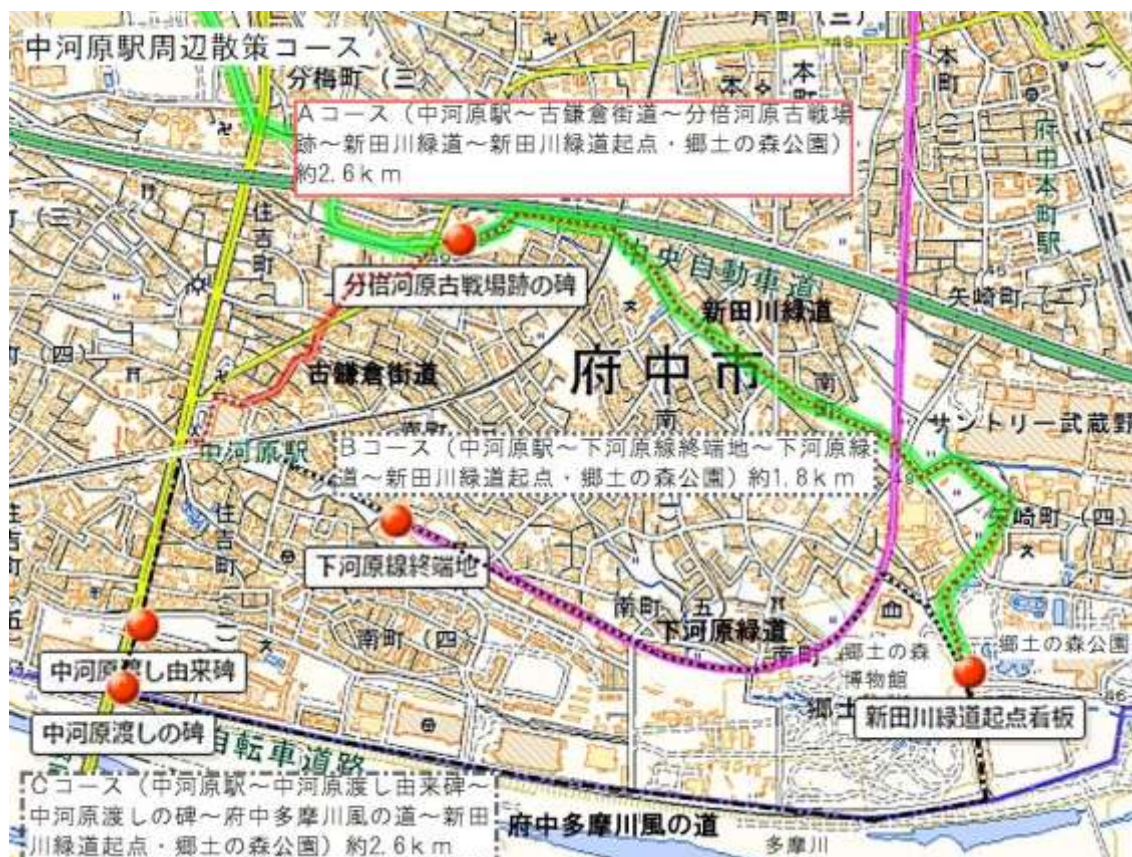 中河原駅周辺散策コース
分梅町(三)
片町(三)
本町
本町
Aコース(中河原駅~古鎌倉街道~分倍河原古戦場
跡~新田川緑道~新田川緑道起点・郷土の森公園)
約2.6km
府中本町駅
住吉町
分倍河原古戦場跡の碑
中央自動車道
新田川緑道
矢崎町(二)
古鎌倉街道
府中市
サントリー武蔵野
中河原駅
Bコース(中河原駅~下河原線終端地~下河原緑
道~新田川緑道起点・郷土の森公園)約1.8km
崎町(四)
下河原線終端地
住吉町
南町(五)
下河原緑道
南町(四)
中河原渡し由来碑
郷土の森
博物館
郷土の森公園
新田川緑道起点看板
中河原渡しの碑
自転車道路
Cコース(中河原駅~中河原渡し由来碑~
中河原渡しの碑~府中多摩川風の道~新田
川緑道起点・郷土の森公園)約2.6km
府中多摩川風の道
多摩川